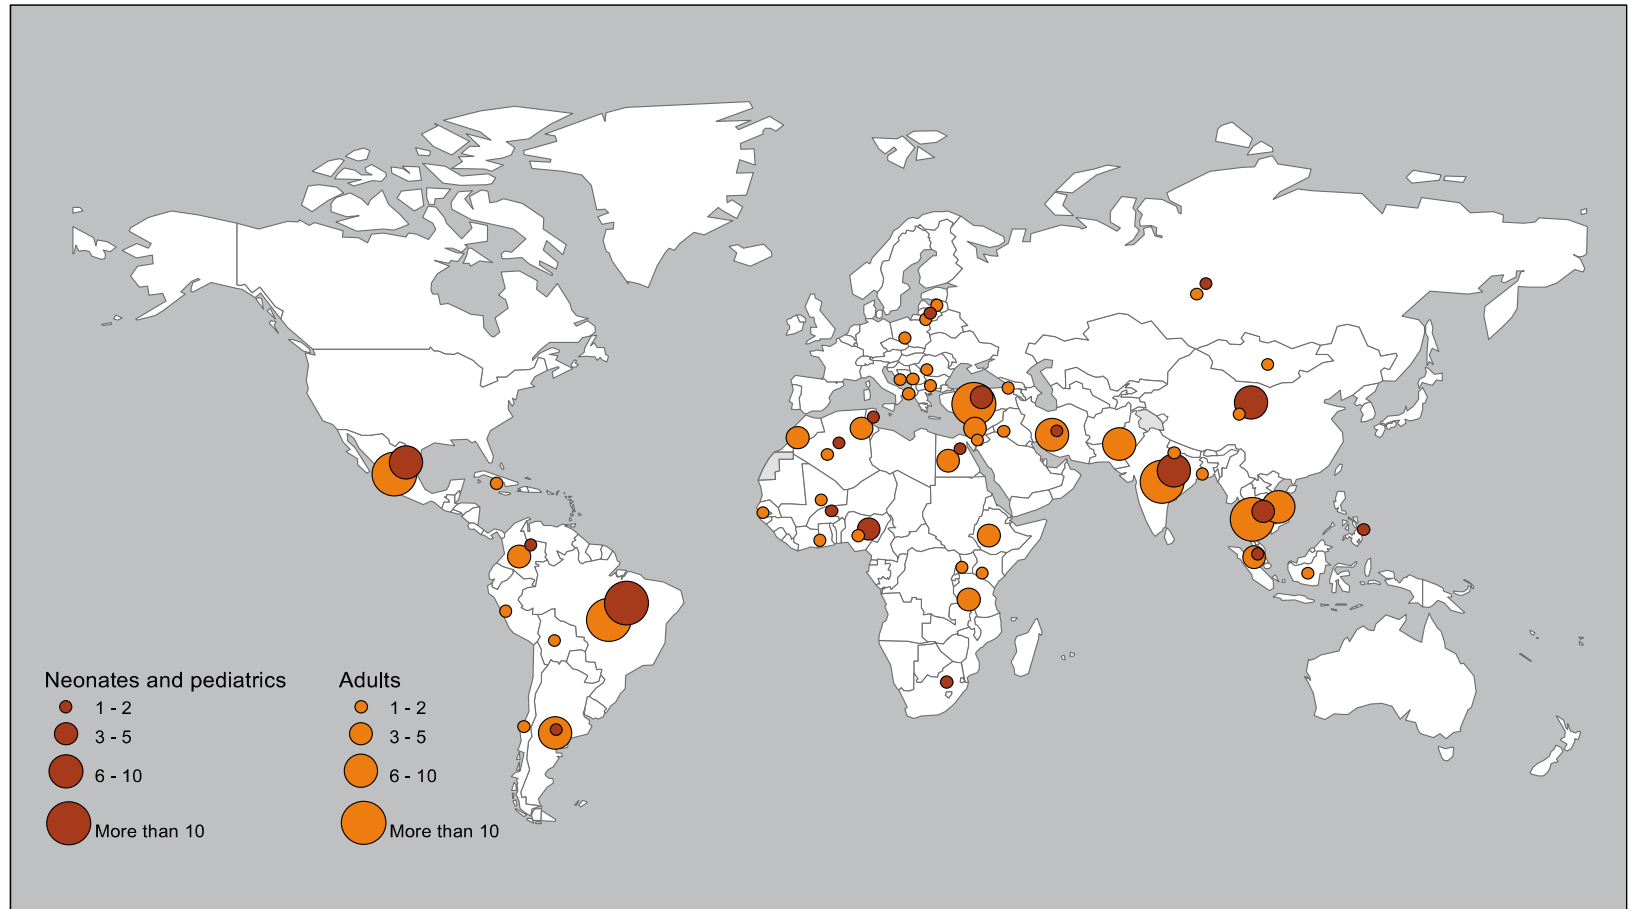 Neonates and pediatrics
1 - 2
3 - 5
6 - 10
More than 10
Adults
1 - 2
3 - 5
6 - 10
More than 10